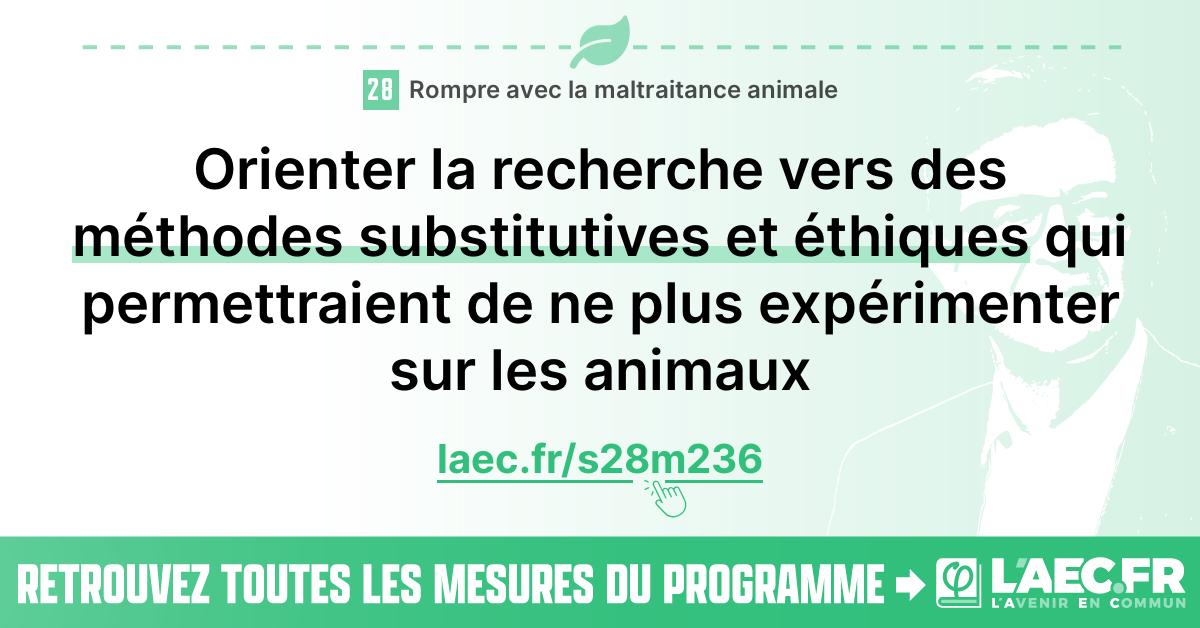 28 Rompre avec la maltraitance animale
Orienter la recherche vers des
méthodes substitutives et éthiques qui
permettraient de ne plus expérimenter
sur les animaux
laec.fr/s28m236
RETROUVEZ TOUTES LES MESURES DU PROGRAMME
L'AEC.FR
L'AVENIR EN COMMUN